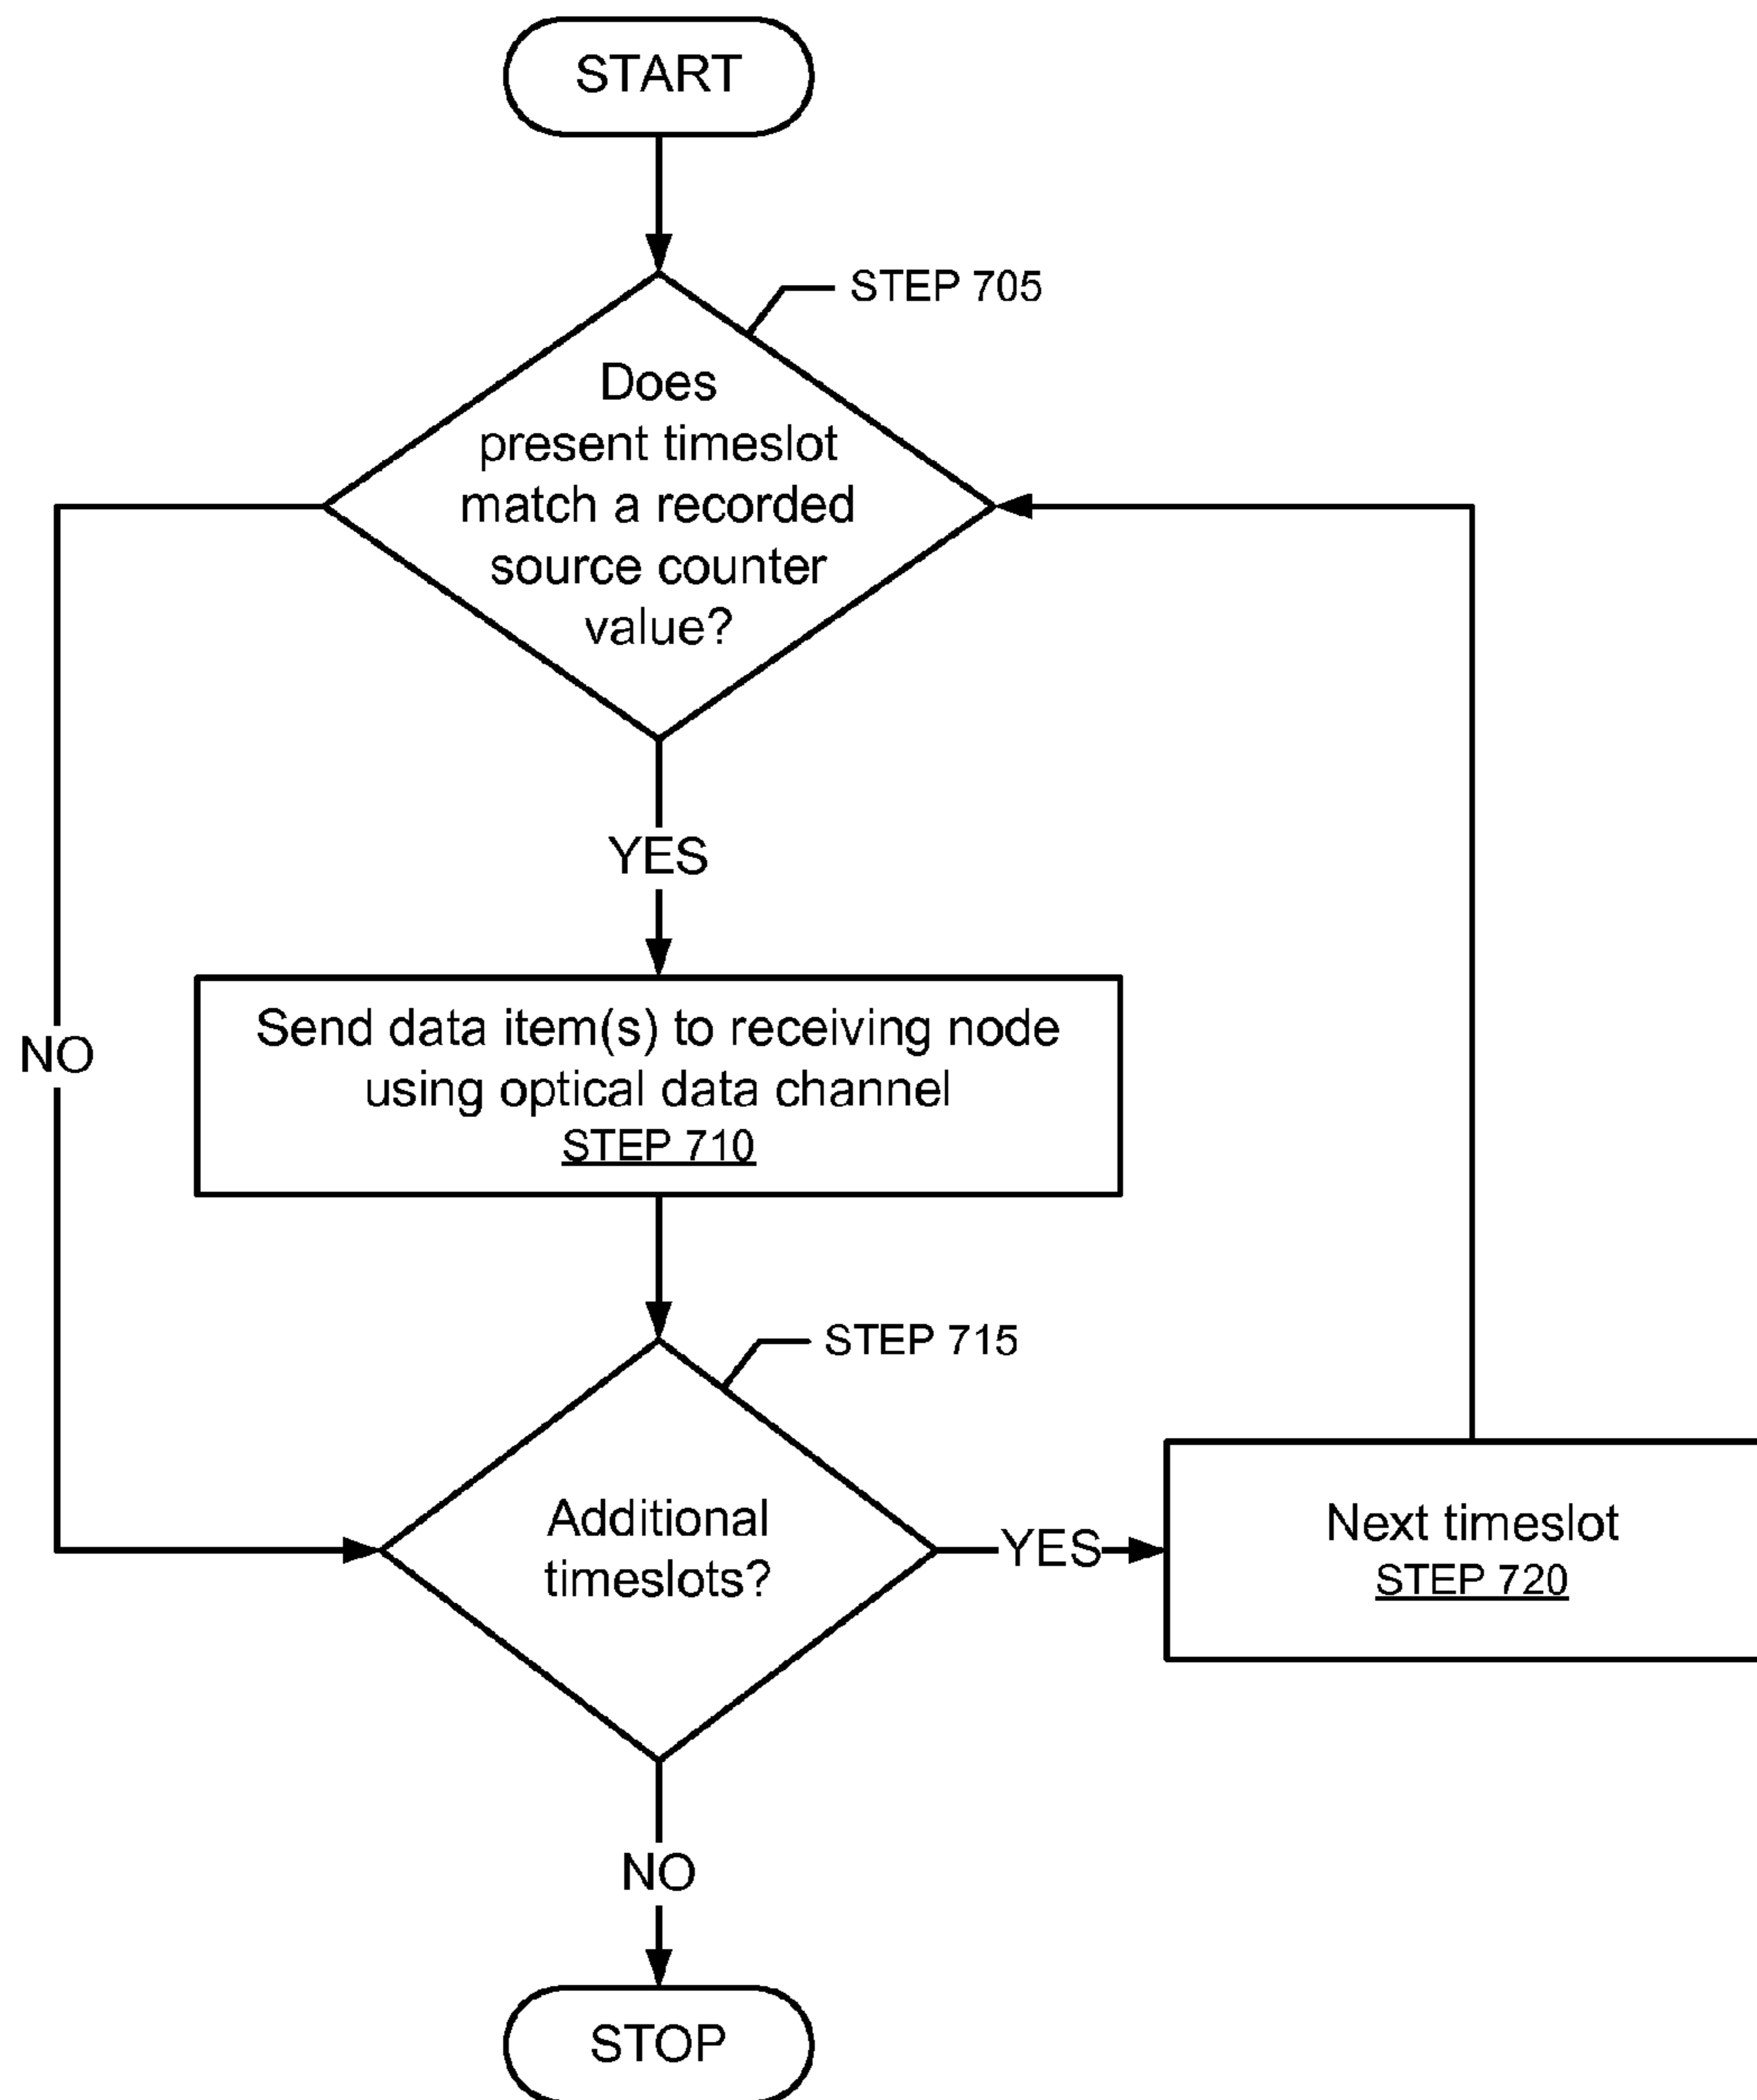 START
STEP 705
Does
present timeslot
match a recorded
source counter
value?
YES
NO
Send data item(s) to receiving node
using optical data channel
STEP 710
STEP 715
Additional
timeslots?
YES
Next timeslot
STEP 720
NO
STOP